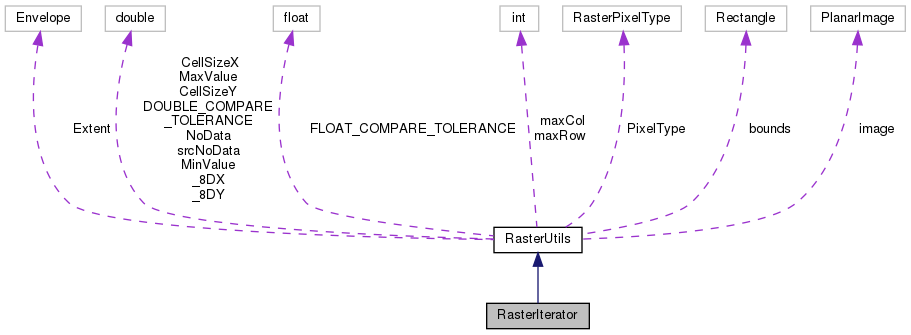 Envelope
double
float
int
RasterPixelType
Rectangle
PlanarImage
Extent
CellSizeX
MaxValue
CellSizeY
DOUBLE_COMPARE
_TOLERANCE
NoData
srcNoData
MinValue
_8DX
_8DY
FLOAT_COMPARE_TOLERANCE
maxCol
maxRow
PixelType
bounds
image
RasterUtils
RasterIterator